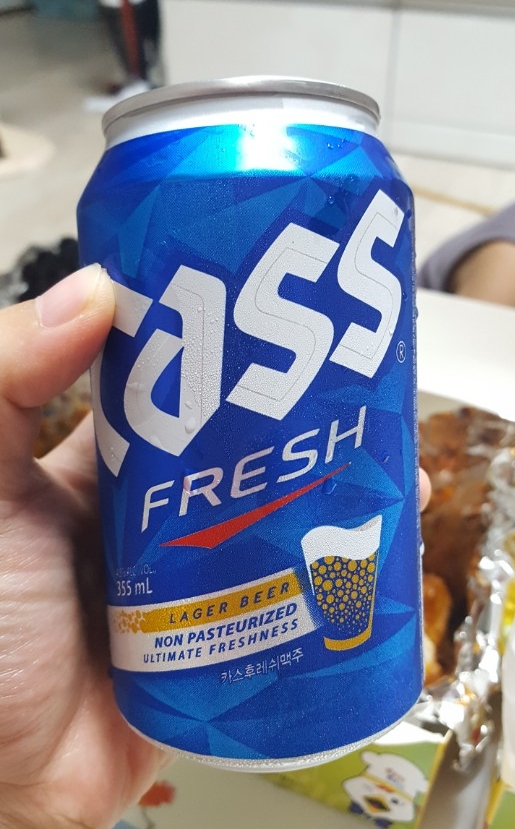 Cass
®
FRESH
355 mL
LAGER BEER
NON PASTEURIZED
ULTIMATE FRESHNESS
카스후레쉬맥주